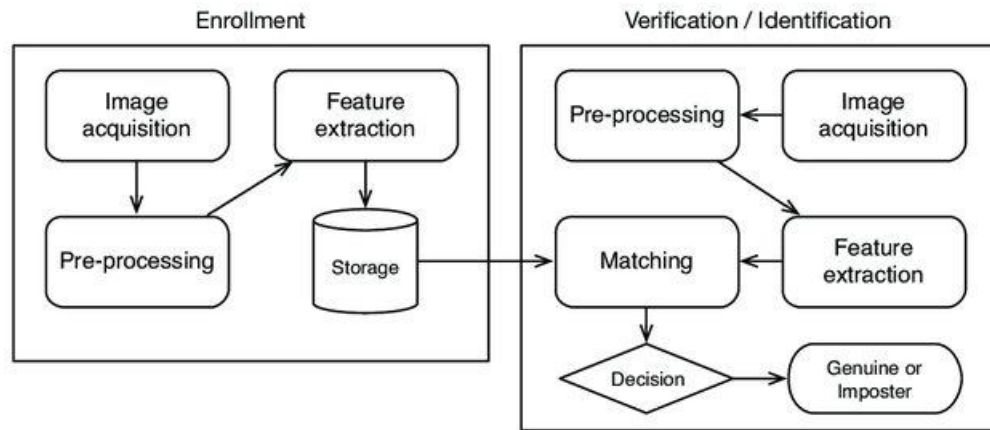 Enrollment
Image
acquisition
Feature
extraction
Pre-processing
Storage
Verification / Identification
Pre-processing
Image
acquisition
Matching
Feature
extraction
Decision
Genuine or
Imposter